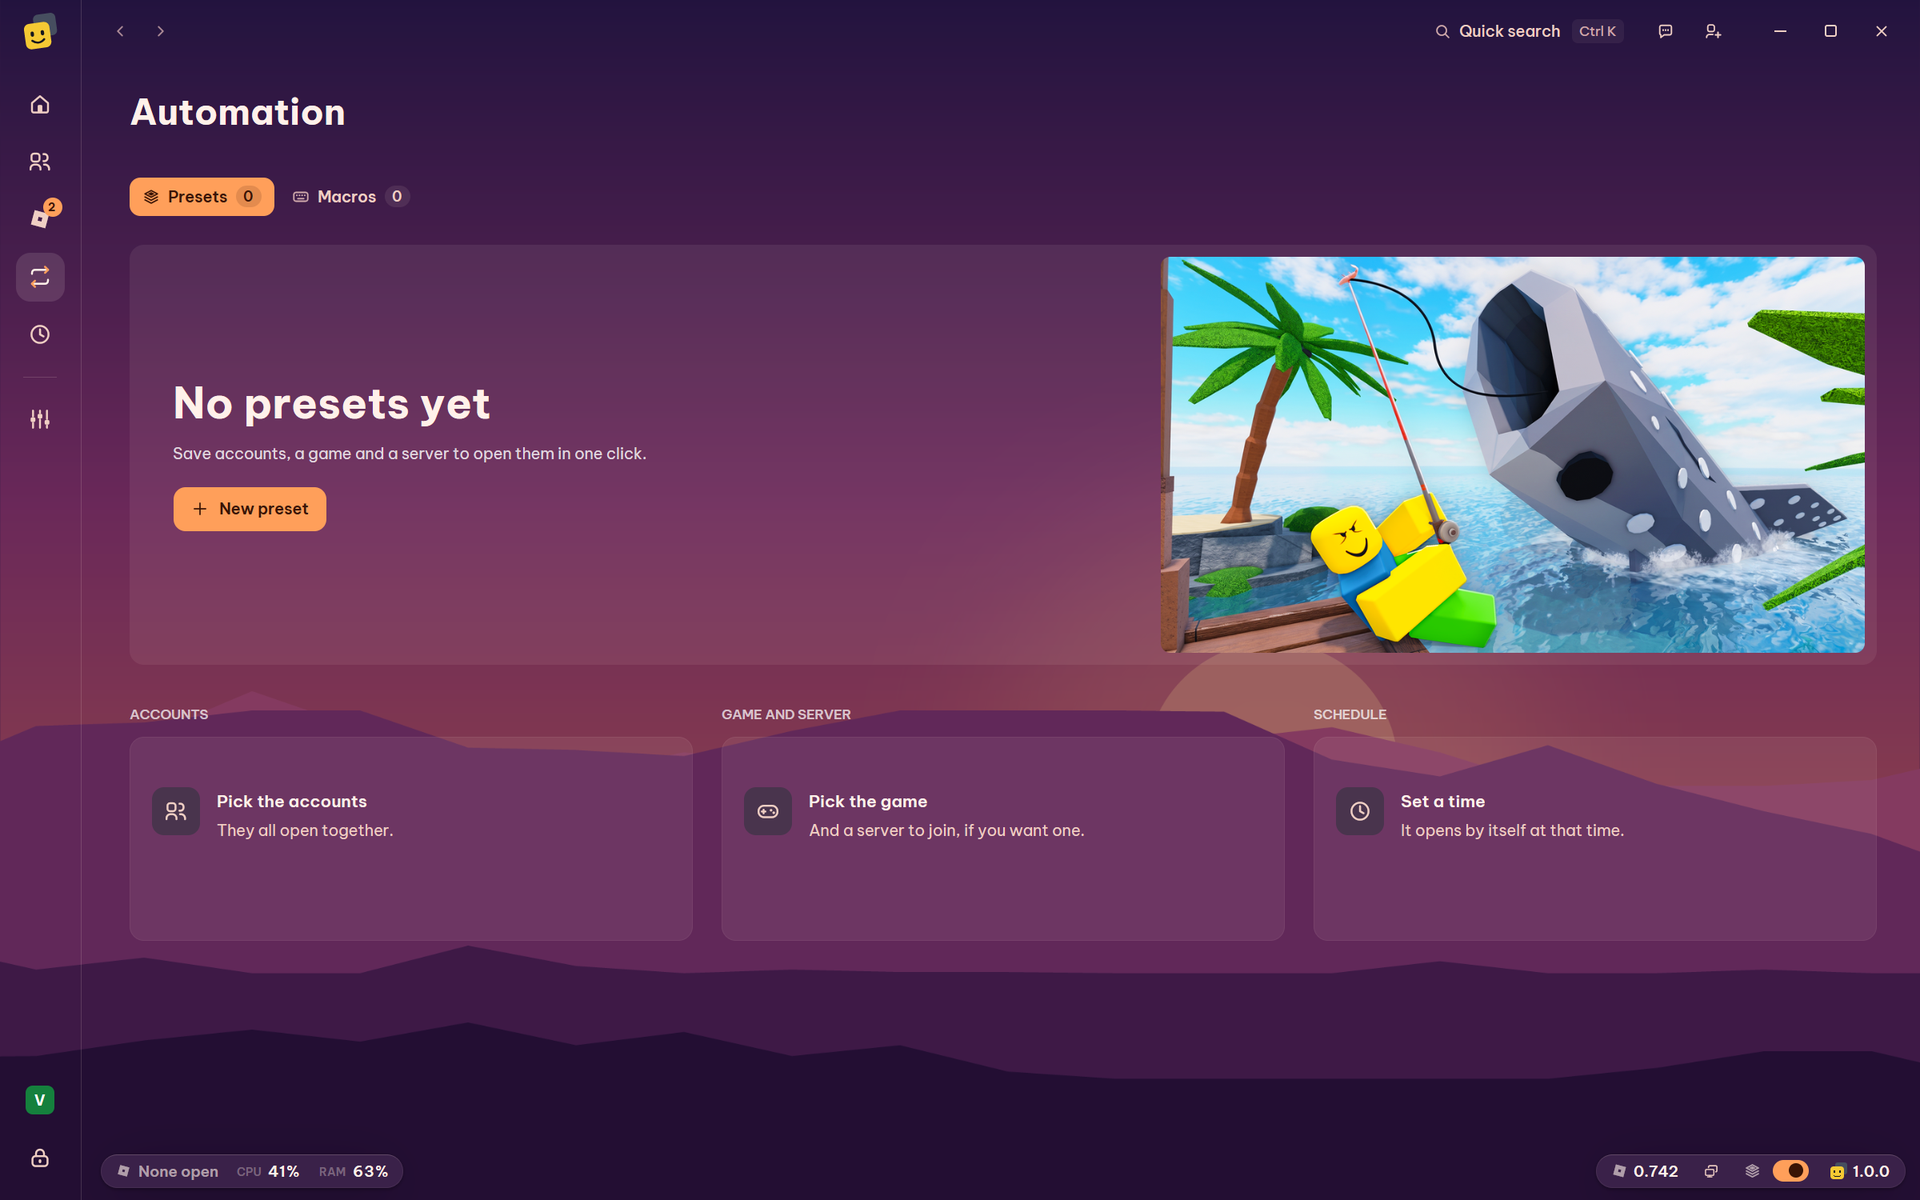 Quick search Ctrl K
Automation
2
Presets 0 Macros 0
No presets yet
Save accounts, a game and a server to open them in one click.
New preset
ACCOUNTS
Pick the accounts
They all open together.
GAME AND SERVER
Pick the game
And a server to join, if you want one.
SCHEDULE
Set a time
It opens by itself at that time.
V
None open CPU 41% RAM 63%
0.742 1.0.0